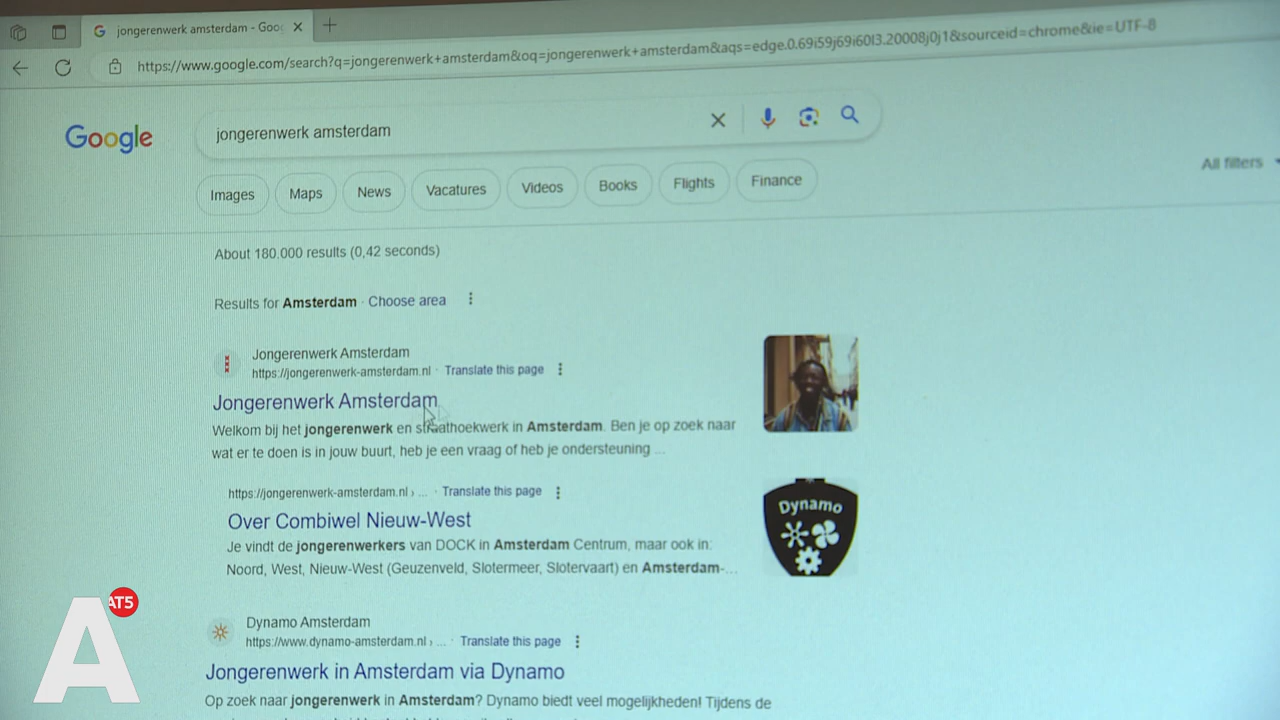 jongerenwerk amsterdam - Goo
https://www.google.com/search?q=jongerenwerk+amsterdam&oq=jongerenwerk+amsterdam&aqs=edge.0.69i59j69i60l3.20008j0j1&sourceid=chrome&ie=UTF-8
Google
jongerenwerk amsterdam
All filters
Images Maps News Vacatures Videos Books Flights Finance
About 180.000 results (0,42 seconds)
Results for Amsterdam · Choose area
Jongerenwerk Amsterdam
https://jongerenwerk-amsterdam.nl · Translate this page
Jongerenwerk Amsterdam
Welkom bij het jongerenwerk en straathoekwerk in Amsterdam. Ben je op zoek naar
wat er te doen is in jouw buurt, heb je een vraag of heb je ondersteuning ...
https://jongerenwerk-amsterdam.nl › ... · Translate this page
Over Combiwel Nieuw-West
Je vindt de jongerenwerkers van DOCK in Amsterdam Centrum, maar ook in:
Noord, West, Nieuw-West (Geuzenveld, Slotermeer, Slotervaart) en Amsterdam-...
Dynamo
Dynamo Amsterdam
https://www.dynamo-amsterdam.nl › ... · Translate this page
Jongerenwerk in Amsterdam via Dynamo
Op zoek naar jongerenwerk in Amsterdam? Dynamo biedt veel mogelijkheden! Tijdens de
A AT5